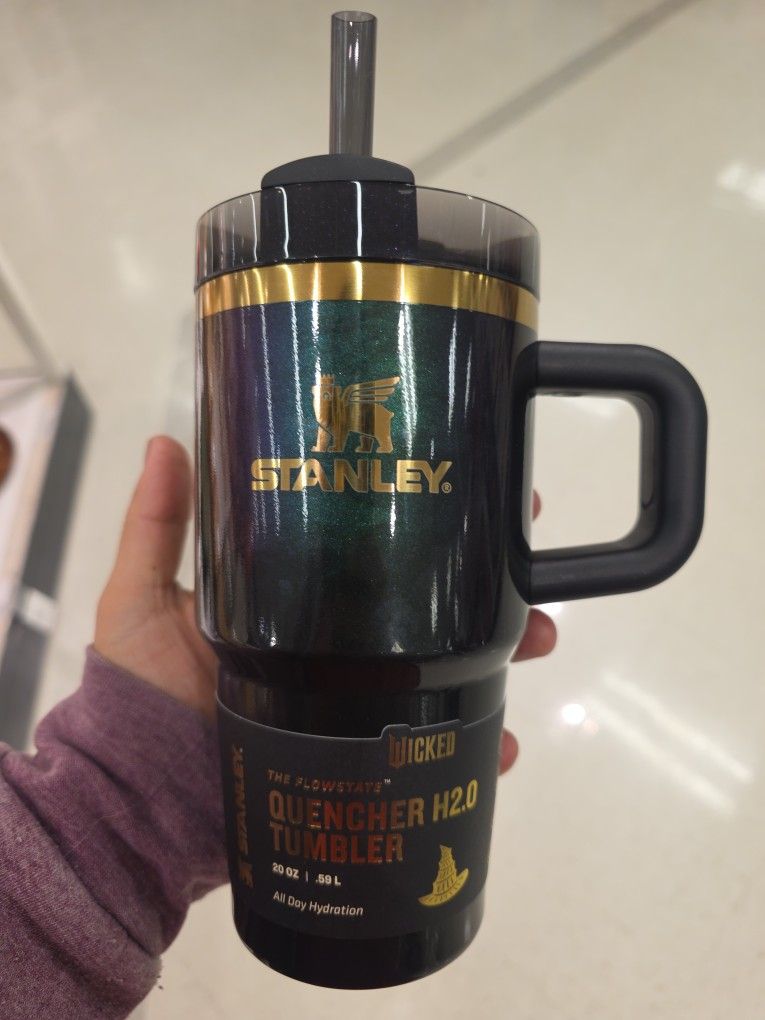 STANLEY®
WICKED
STANLEY.
THE FLOWSTATE™
QUENCHER H2.0
TUMBLER
20 OZ | .59 L
All Day Hydration